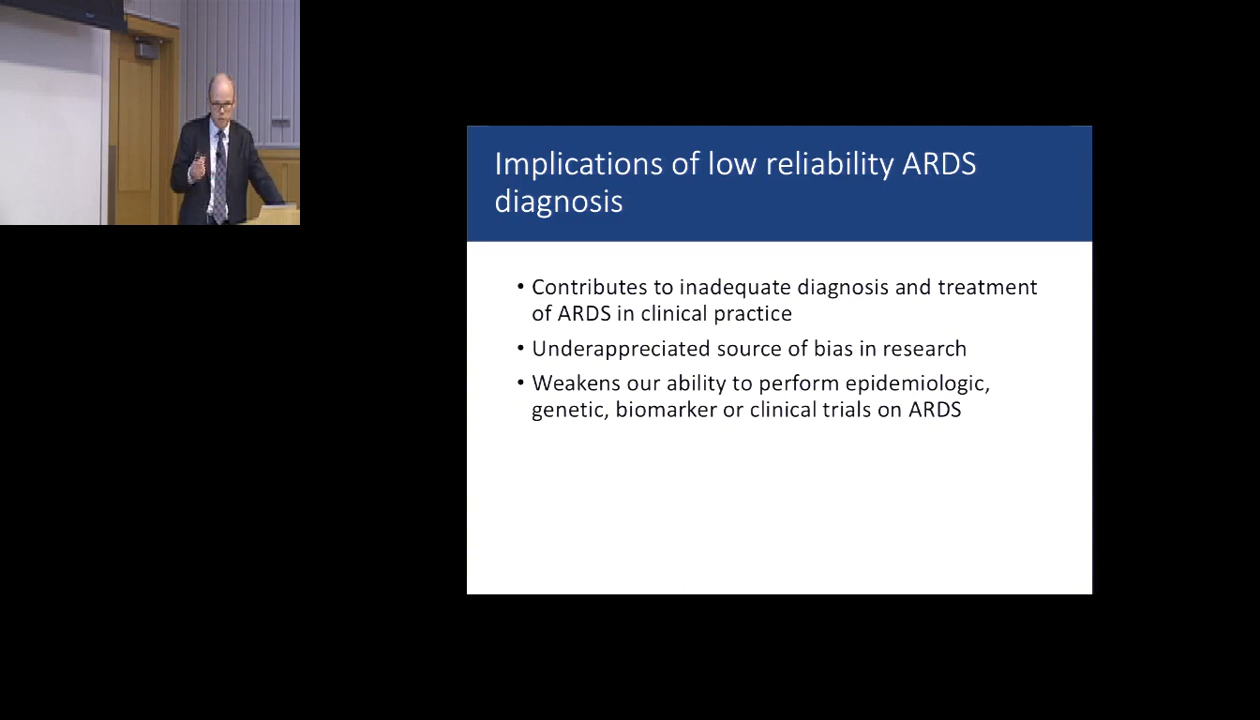 Implications of low reliability ARDS
diagnosis
• Contributes to inadequate diagnosis and treatment
of ARDS in clinical practice
• Underappreciated source of bias in research
• Weakens our ability to perform epidemiologic,
genetic, biomarker or clinical trials on ARDS